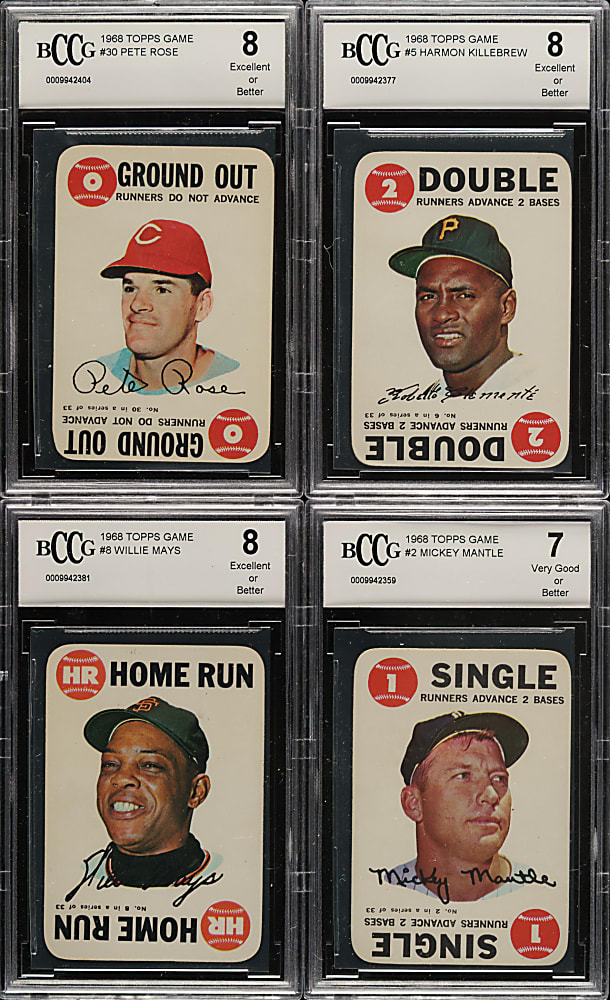 BCCG
1968 TOPPS GAME
#30 PETE ROSE
0009942404
8
Excellent
or
Better
0
GROUND OUT
RUNNERS DO NOT ADVANCE
Pete Rose
No. 30 in a series of 33
RUNNERS DO NOT ADVANCE
GROUND OUT
0
BCCG
1968 TOPPS GAME
#5 HARMON KILLEBREW
0009942377
8
Excellent
or
Better
2
DOUBLE
RUNNERS ADVANCE 2 BASES
P
Roberto Clemente
No. 6 in a series of 33
RUNNERS ADVANCE 2 BASES
DOUBLE
2
BCCG
1968 TOPPS GAME
#8 WILLIE MAYS
0009942381
8
Excellent
or
Better
HR
HOME RUN
SF
Willie Mays
No. 8 in a series of 33
HOME RUN
HR
BCCG
1968 TOPPS GAME
#2 MICKEY MANTLE
0009942359
7
Very Good
or
Better
1
SINGLE
RUNNERS ADVANCE 2 BASES
Micky Mantle
No. 2 in a series of 33
RUNNERS ADVANCE 2 BASES
SINGLE
1